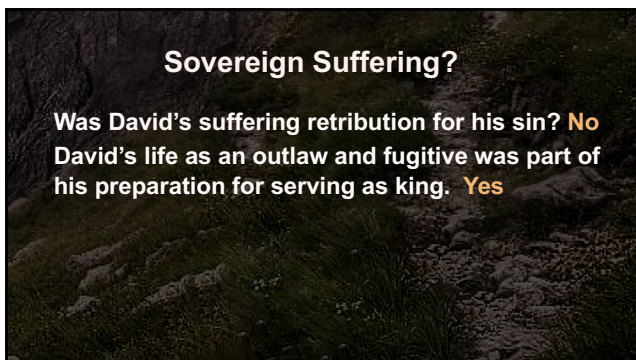 Sovereign Suffering?
Was David's suffering retribution for his sin? No
David's life as an outlaw and fugitive was part of
his preparation for serving as king. Yes